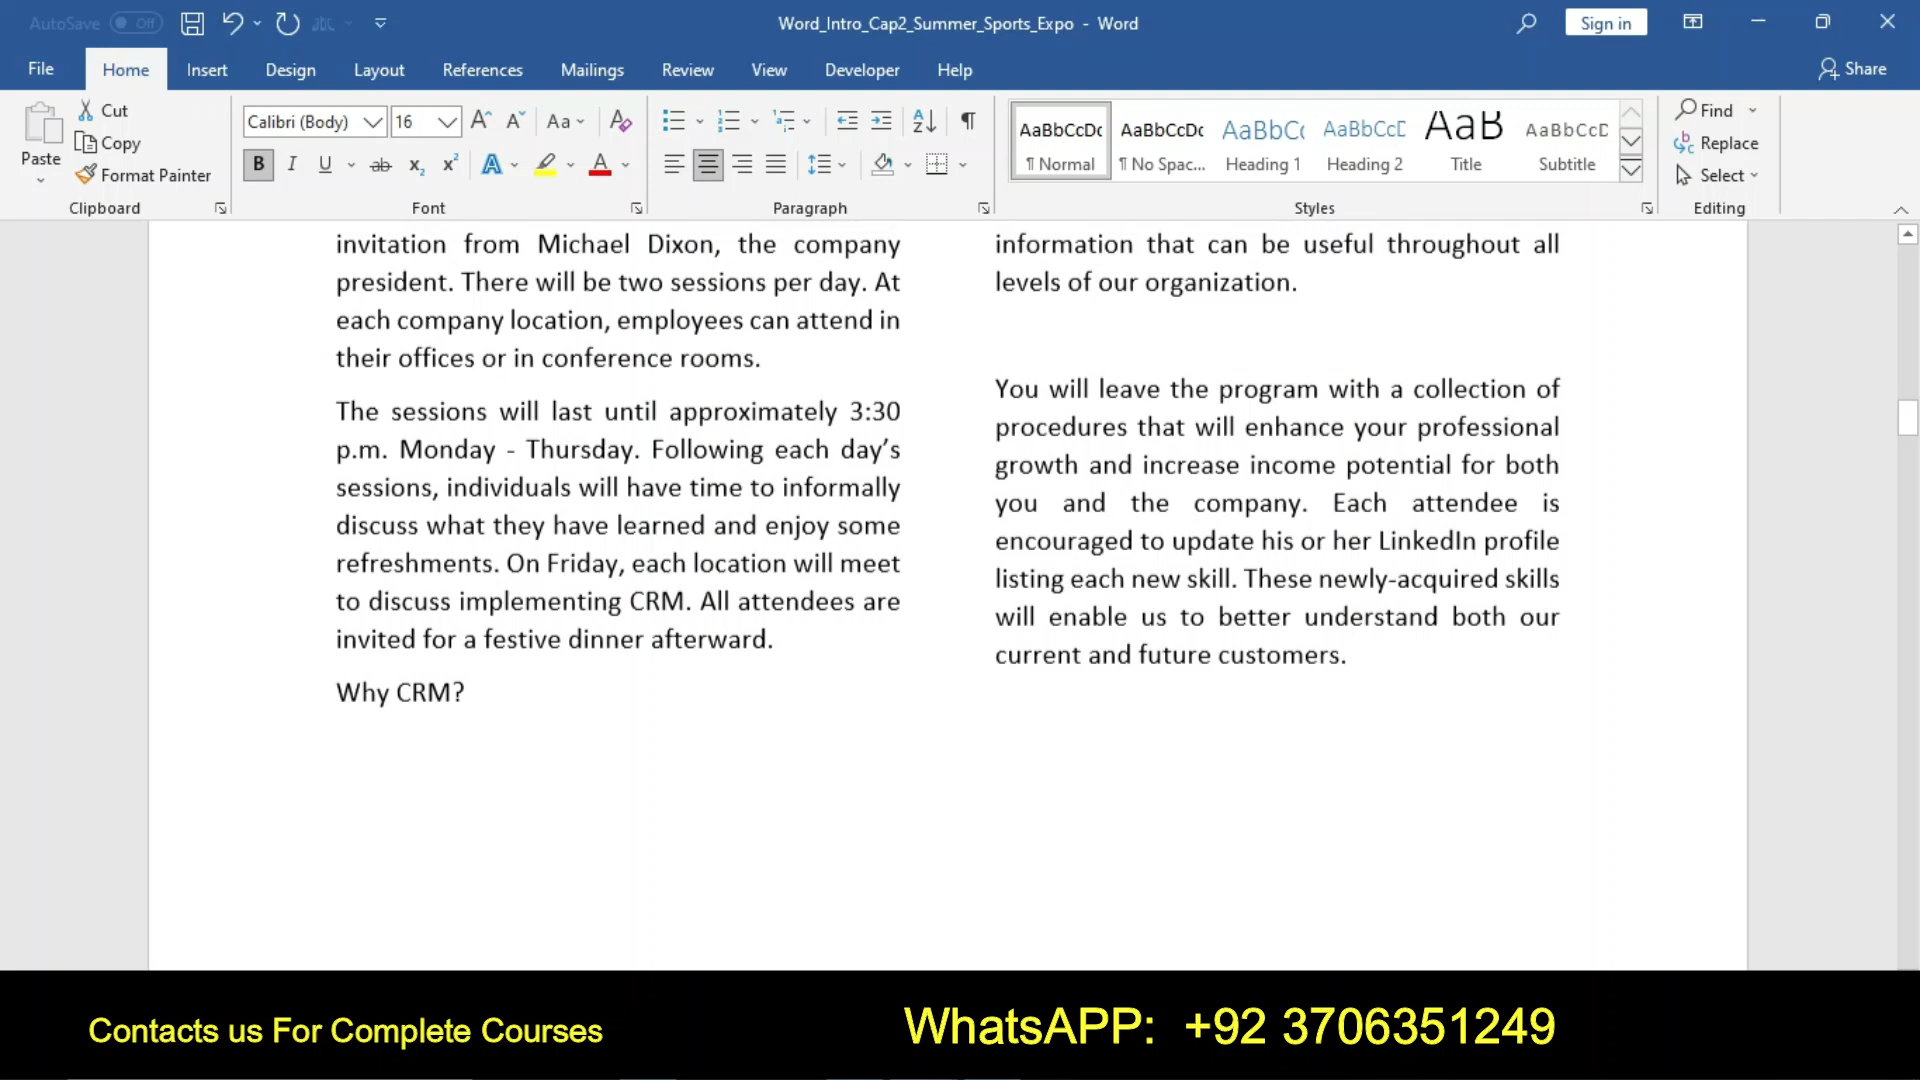 AutoSave Off
Word_Intro_Cap2_Summer_Sports_Expo - Word
Sign in
File Home Insert Design Layout References Mailings Review View Developer Help
Share
Paste
Cut
Copy
Format Painter
Clipboard
Calibri (Body) 16
Font
Paragraph
AaBbCcDc AaBbCcDc AaBbC( AaBbCcE AaB AaBbCcD
¶ Normal ¶ No Spac... Heading 1 Heading 2 Title Subtitle
Styles
Find
Replace
Select
Editing
invitation from Michael Dixon, the company
president. There will be two sessions per day. At
each company location, employees can attend in
their offices or in conference rooms.
The sessions will last until approximately 3:30
p.m. Monday - Thursday. Following each day’s
sessions, individuals will have time to informally
discuss what they have learned and enjoy some
refreshments. On Friday, each location will meet
to discuss implementing CRM. All attendees are
invited for a festive dinner afterward.
Why CRM?
information that can be useful throughout all
levels of our organization.
You will leave the program with a collection of
procedures that will enhance your professional
growth and increase income potential for both
you and the company. Each attendee is
encouraged to update his or her LinkedIn profile
listing each new skill. These newly-acquired skills
will enable us to better understand both our
current and future customers.
Contacts us For Complete Courses
WhatsAPP: +92 3706351249